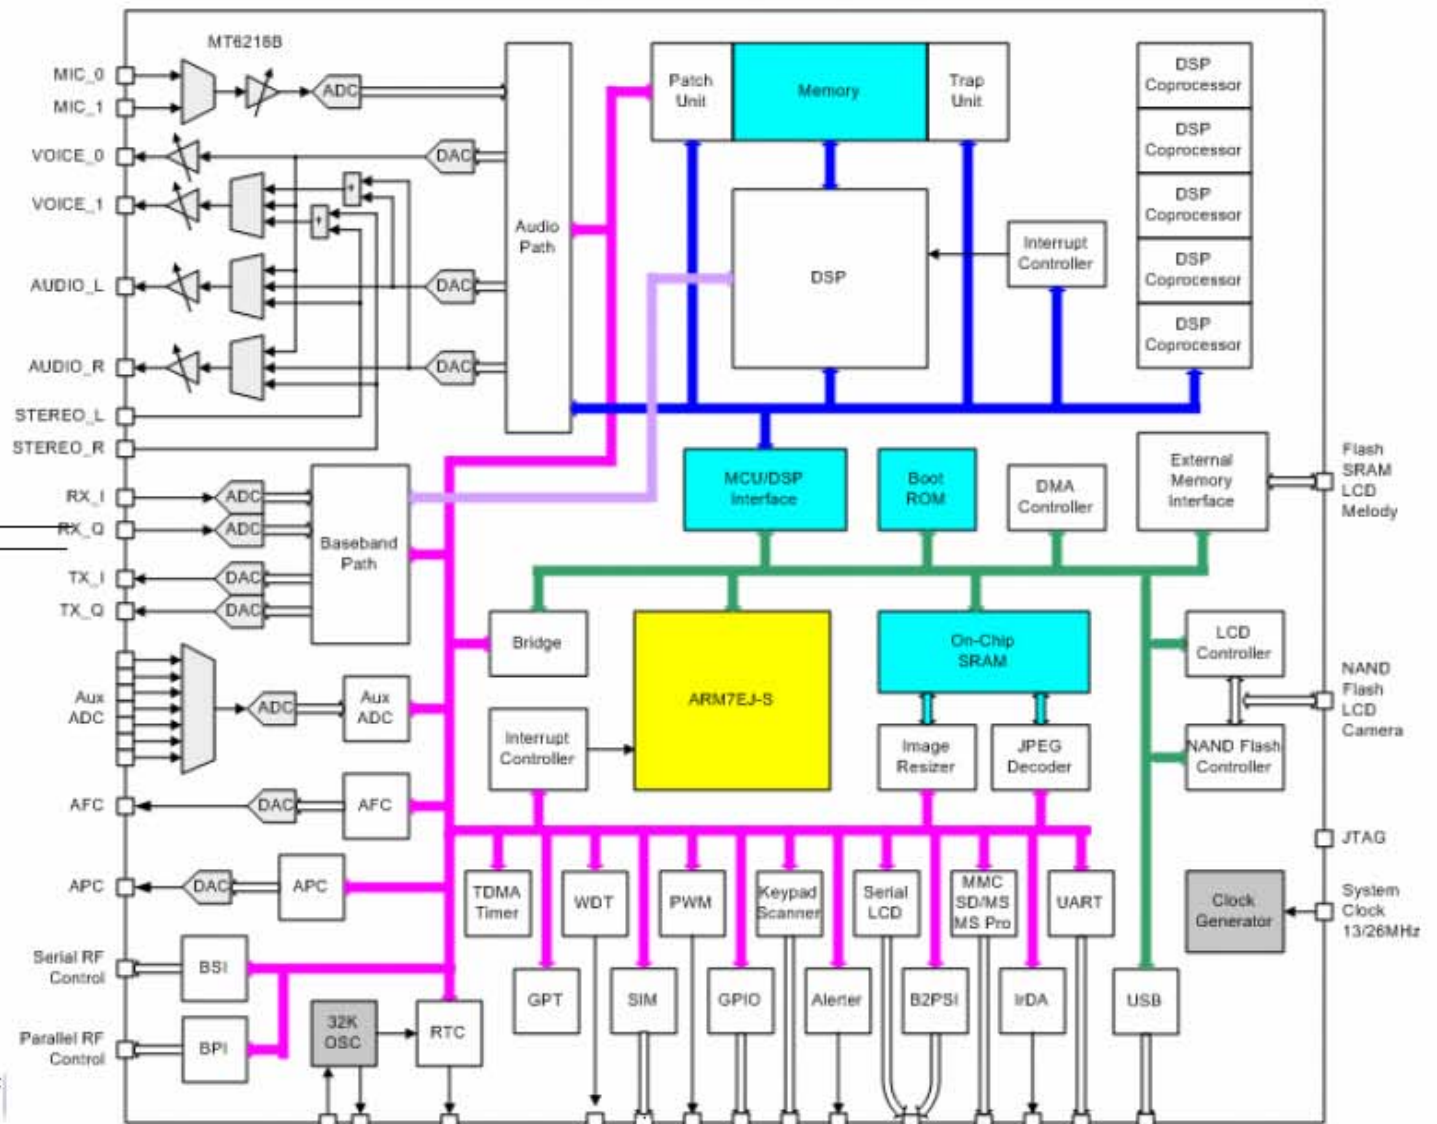 MT6218B
MIC_0
MIC_1
ADC
VOICE_0
DAC
VOICE_1
Audio
Path
AUDIO_L
DAC
AUDIO_R
DAC
STEREO_L
STEREO_R
Patch
Unit
Memory
Trap
Unit
DSP
Interrupt
Controller
DSP
Coprocessor
DSP
Coprocessor
DSP
Coprocessor
DSP
Coprocessor
DSP
Coprocessor
RX_I
ADC
RX_Q
ADC
TX_I
DAC
TX_Q
DAC
Baseband
Path
MCU/DSP
Interface
Boot
ROM
DMA
Controller
External
Memory
Interface
Flash
SRAM
LCD
Melody
Bridge
ARM7EJ-S
On-Chip
SRAM
LCD
Controller
NAND
Flash
LCD
Camera
Aux
ADC
ADC
Aux
ADC
Interrupt
Controller
Image
Resizer
JPEG
Decoder
NAND Flash
Controller
AFC
DAC
AFC
JTAG
APC
DAC
APC
TDMA
Timer
WDT
PWM
Keypad
Scanner
Serial
LCD
MMC
SD/MS
MS Pro
UART
Clock
Generator
System
Clock
13/26MHz
Serial RF
Control
BSI
GPT
SIM
GPIO
Alerter
B2PSI
IrDA
USB
Parallel RF
Control
BPI
32K
OSC
RTC